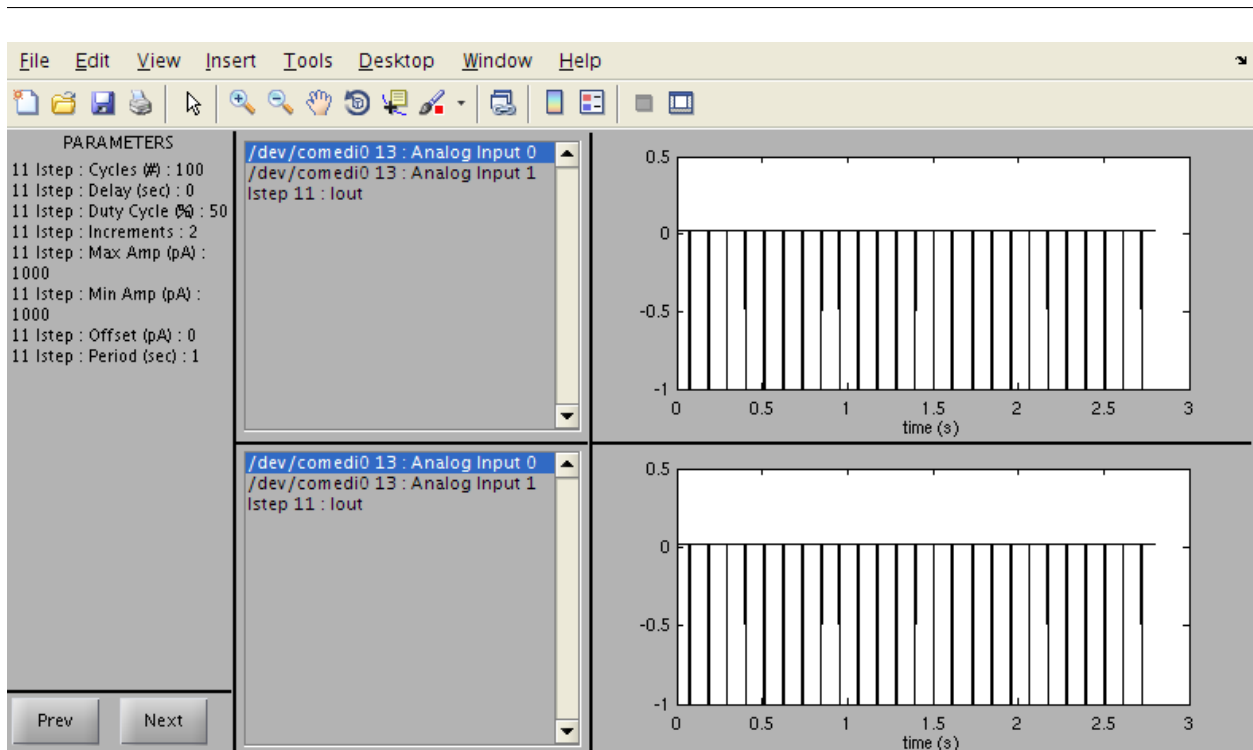 File Edit View Insert Tools Desktop Window Help
PARAMETERS
11 Istep : Cycles (#) : 100
11 Istep : Delay (sec) : 0
11 Istep : Duty Cycle (%) : 50
11 Istep : Increments : 2
11 Istep : Max Amp (pA) :
1000
11 Istep : Min Amp (pA) :
1000
11 Istep : Offset (pA) : 0
11 Istep : Period (sec) : 1
/dev/comedi0 13 : Analog Input 0
/dev/comedi0 13 : Analog Input 1
Istep 11 : Iout
0.5
0
-0.5
-1
0 0.5 1 1.5 2 2.5 3
time (s)
/dev/comedi0 13 : Analog Input 0
/dev/comedi0 13 : Analog Input 1
Istep 11 : Iout
0.5
0
-0.5
-1
0 0.5 1 1.5 2 2.5 3
time (s)
Prev Next